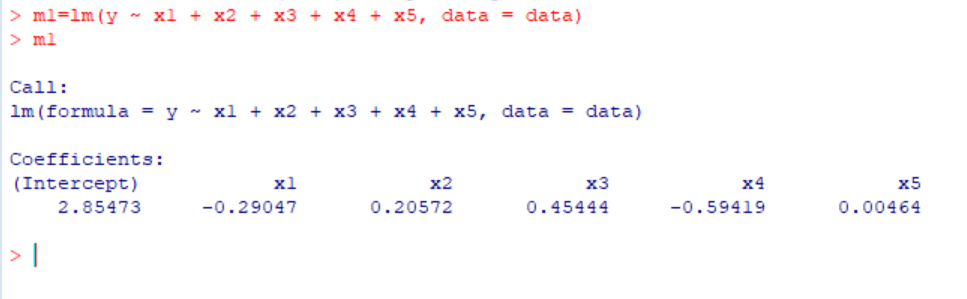 > m1=lm(y ~ x1 + x2 + x3 + x4 + x5, data = data)
> m1
Call:
lm(formula = y ~ x1 + x2 + x3 + x4 + x5, data = data)
Coefficients:
(Intercept) x1 x2 x3 x4 x5
2.85473 -0.29047 0.20572 0.45444 -0.59419 0.00464
>